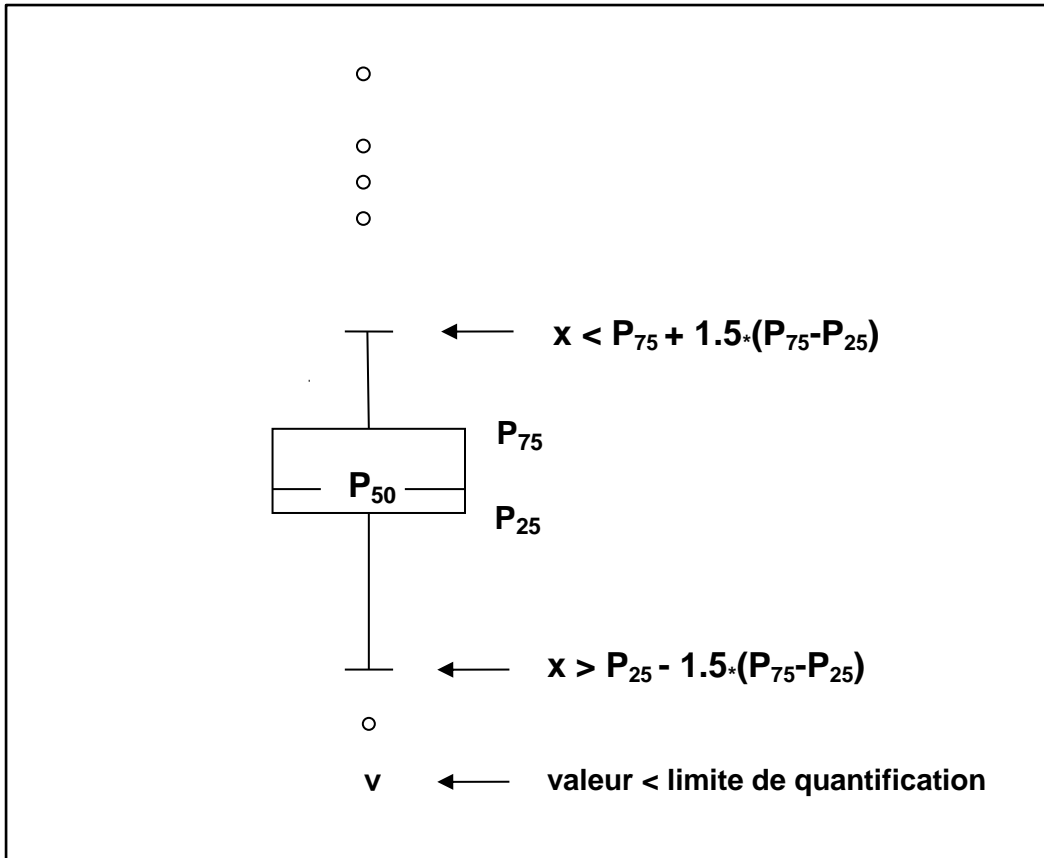 x < P₇₅ + 1.5*(P₇₅-P₂₅)
P₇₅
P₅₀
P₂₅
x > P₂₅ - 1.5*(P₇₅-P₂₅)
v
valeur < limite de quantification